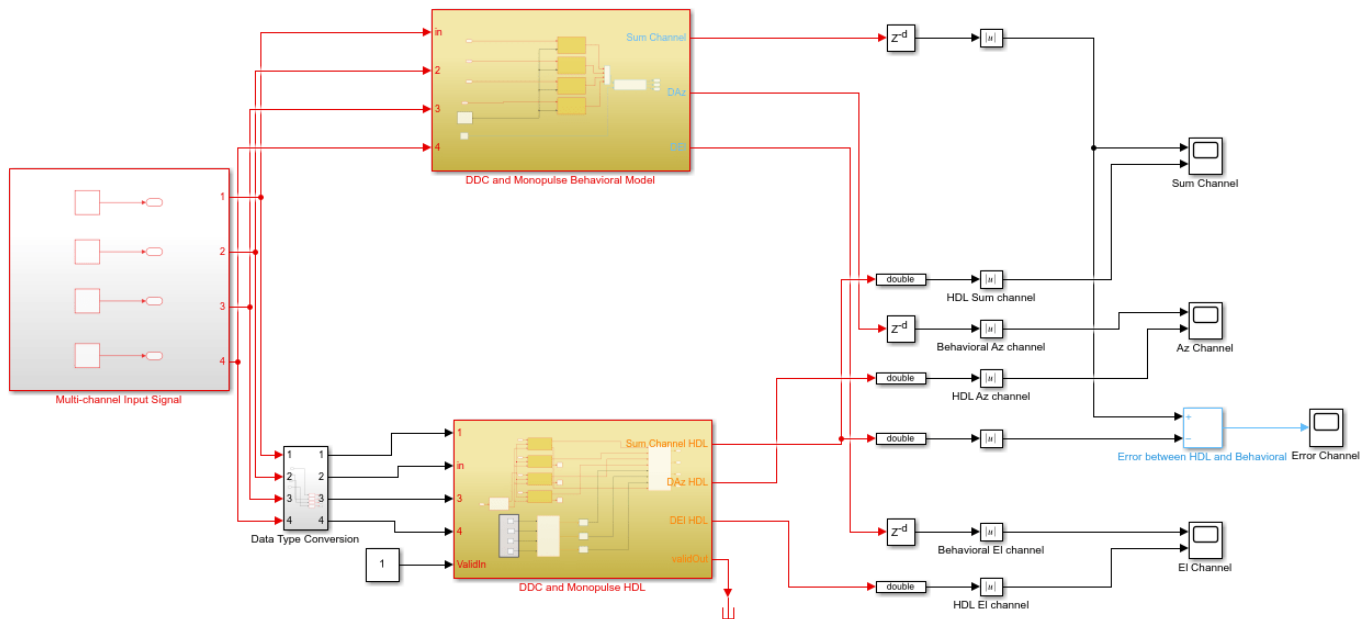 in
2
3
4
Sum Channel
DAz
DEl
DDC and Monopulse Behavioral Model
z-d
|u|
Sum Channel
1
2
3
4
Multi-channel Input Signal
double
|u|
HDL Sum channel
z-d
|u|
Behavioral Az channel
Az Channel
double
|u|
HDL Az channel
double
|u|
+
−
Error between HDL and Behavioral
Error Channel
1
2
3
4
1
2
3
4
Data Type Conversion
1
1
in
3
4
ValidIn
Sum Channel HDL
DAz HDL
DEl HDL
validOut
DDC and Monopulse HDL
z-d
|u|
Behavioral El channel
El Channel
double
|u|
HDL El channel